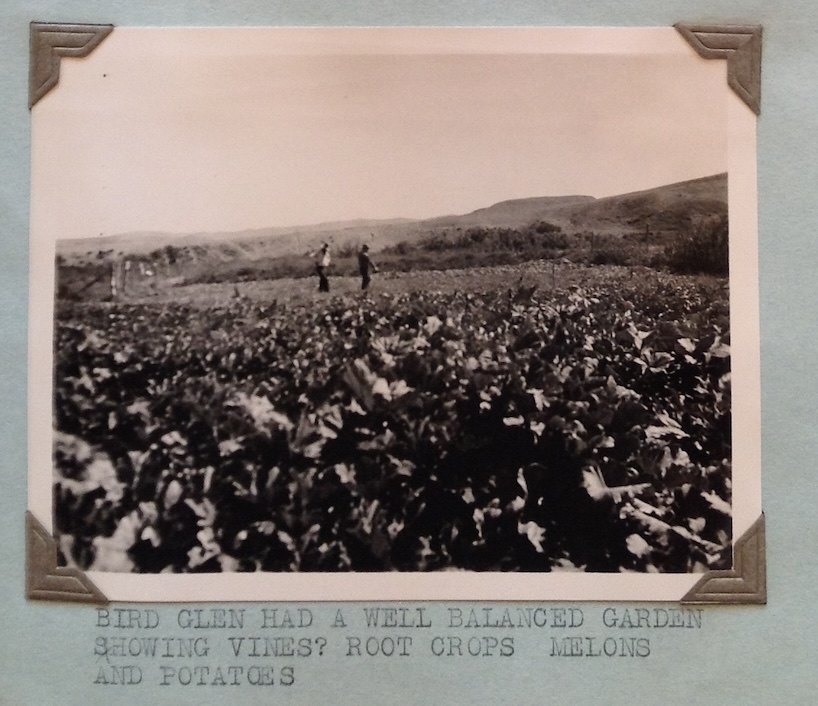 BIRD GLEN HAD A WELL BALANCED GARDEN
SHOWING VINES? ROOT CROPS  MELONS
AND POTATOES